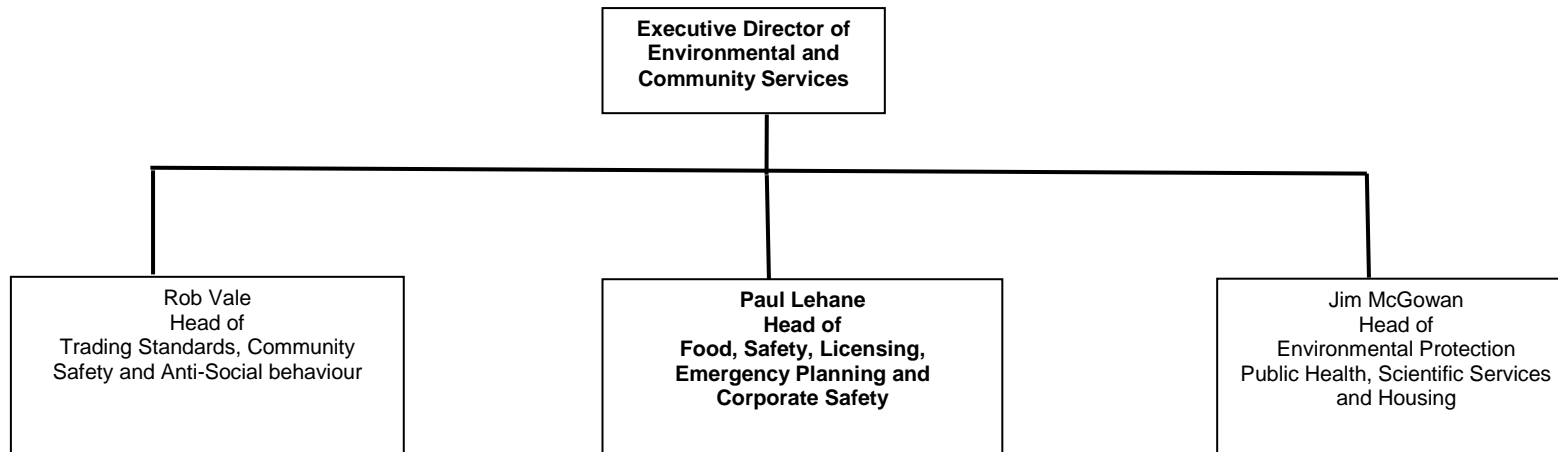 Executive Director of
Environmental and
Community Services
Rob Vale
Head of
Trading Standards, Community
Safety and Anti-Social behaviour
Paul Lehane
Head of
Food, Safety, Licensing,
Emergency Planning and
Corporate Safety
Jim McGowan
Head of
Environmental Protection
Public Health, Scientific Services
and Housing